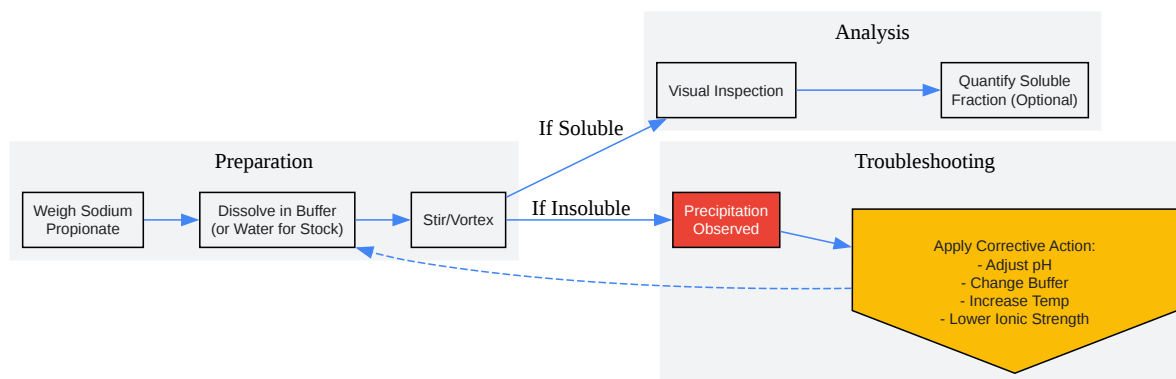 Analysis
Visual Inspection
Quantify Soluble
Fraction (Optional)
If Soluble
Preparation
Weigh Sodium
Propionate
Dissolve in Buffer
(or Water for Stock)
Stir/Vortex
If Insoluble
Troubleshooting
Precipitation
Observed
Apply Corrective Action:
- Adjust pH
- Change Buffer
- Increase Temp
- Lower Ionic Strength